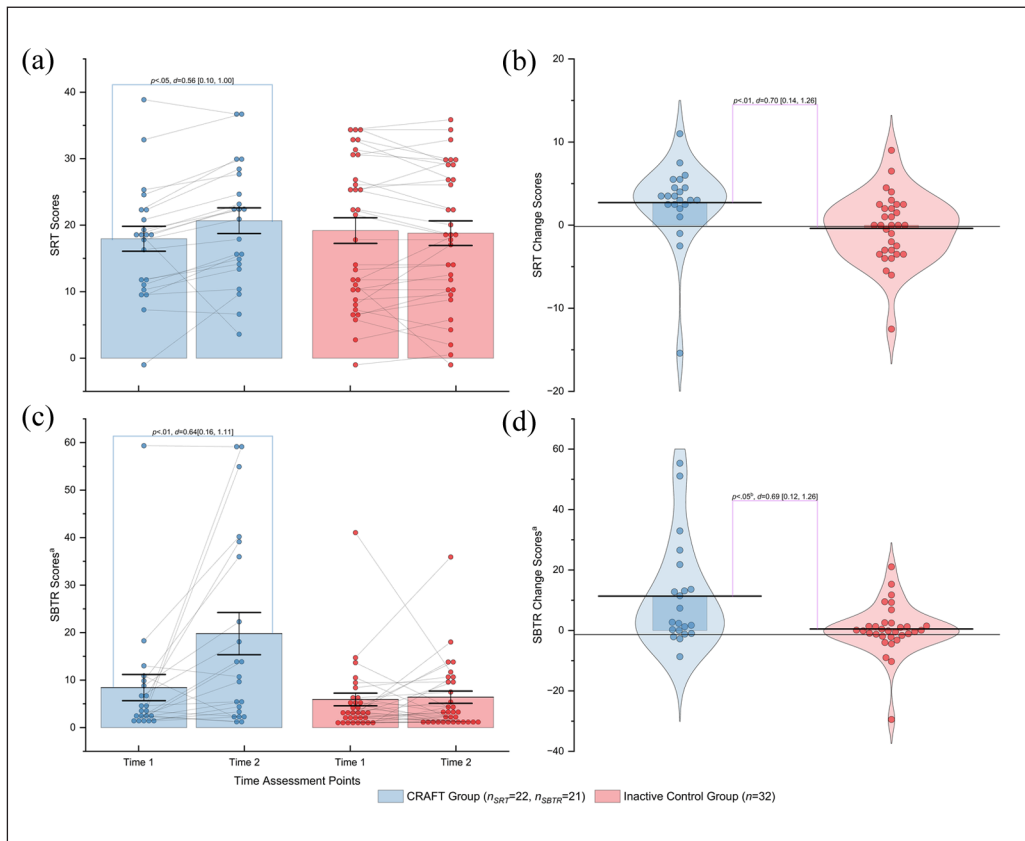 (a)
p<.05, d=0.56 [0.10, 1.00]
40
30
20
10
0
SRT Scores
(b)
20
10
0
−10
−20
SRT Change Scores
p<.01, d=0.70 [0.14, 1.26]
(c)
p<.01, d=0.64[0.16, 1.11]
60
50
40
30
20
10
0
SBTR Scoresᵃ
Time 1
Time 2
Time 1
Time 2
Time Assessment Points
(d)
60
40
20
0
−20
−40
SBTR Change Scoresᵃ
p<.05ᵇ, d=0.69 [0.12, 1.26]
CRAFT Group (nSRT=22, nSBTR=21)
Inactive Control Group (n=32)